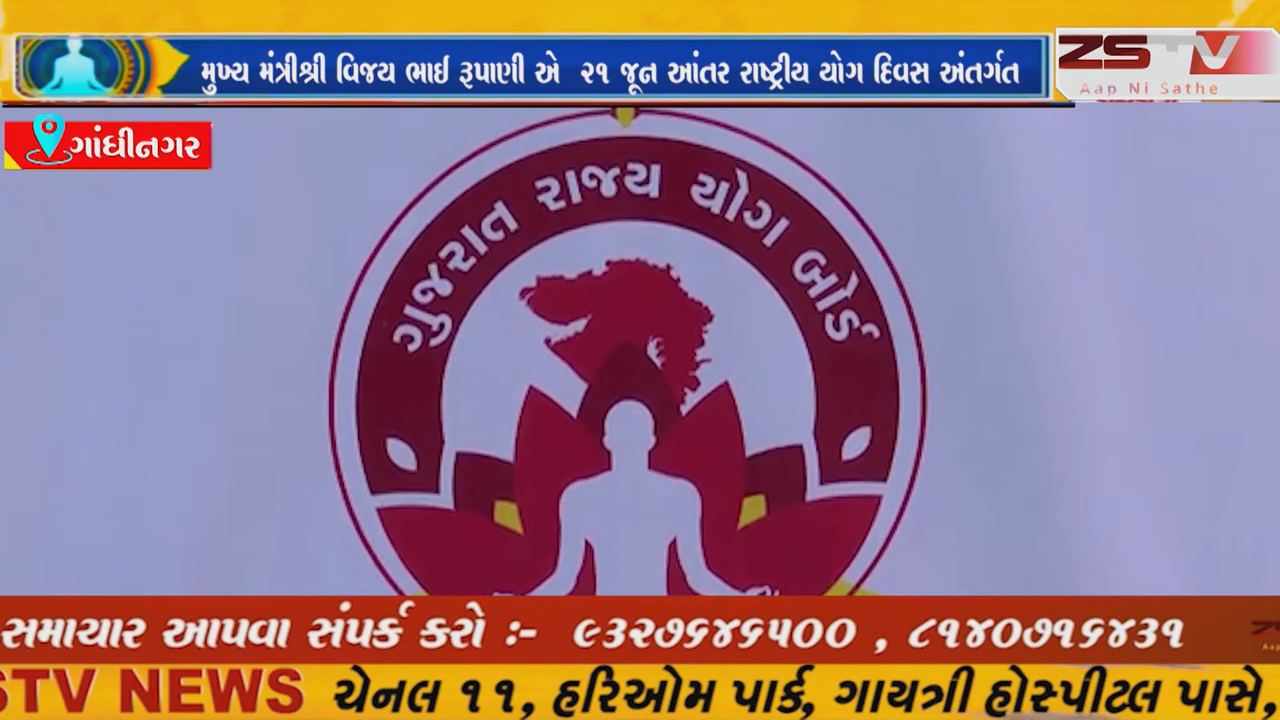 મુખ્ય મંત્રીશ્રી વિજય ભાઇ રૂપાણી એ ૨૧ જૂન આંતર રાષ્ટ્રીય યોગ દિવસ અંતર્ગત
ZSTV
Aap Ni Sathe
ગાંધીનગર
ગુજરાત રાજ્ય યોગ બોર્ડ
સમાચાર આપવા સંપર્ક કરો :- ૯૩૨૭૬૪૬૫૦૦ , ૮૧૪૦૭૧૬૪૩૧
STV NEWS ચેનલ ૧૧, હરિઓમ પાર્ક, ગાયત્રી હોસ્પીટલ પાસે,